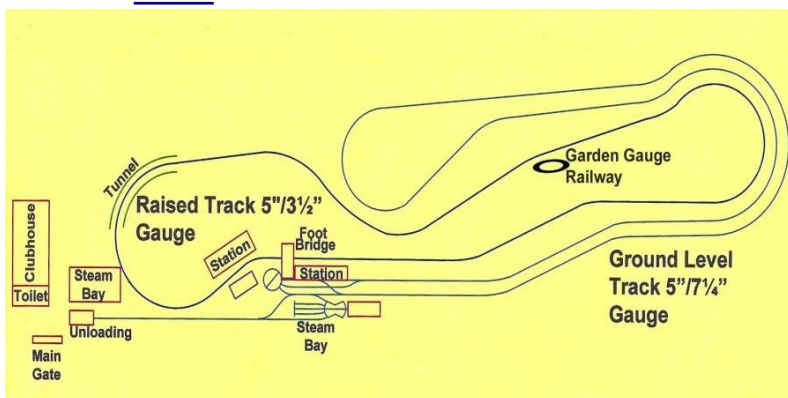 Tunnel
Raised Track 5"/3½"
Gauge
Garden Gauge
Railway
Clubhouse
Toilet
Steam
Bay
Station
Foot
Bridge
Station
Ground Level
Track 5"/7¼"
Gauge
Unloading
Steam
Bay
Main
Gate